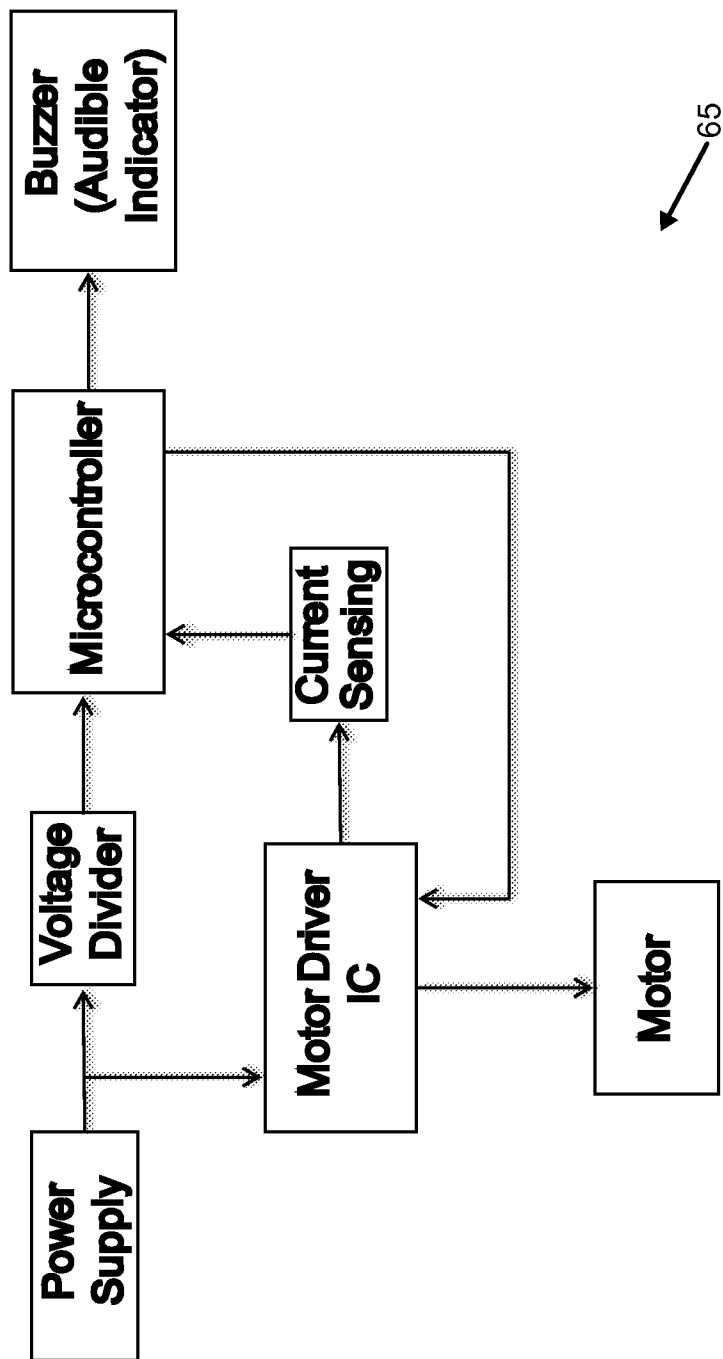 Power
Supply
Voltage
Divider
Microcontroller
Buzzer
(Audible
Indicator)
Motor Driver
IC
Current
Sensing
Motor
65